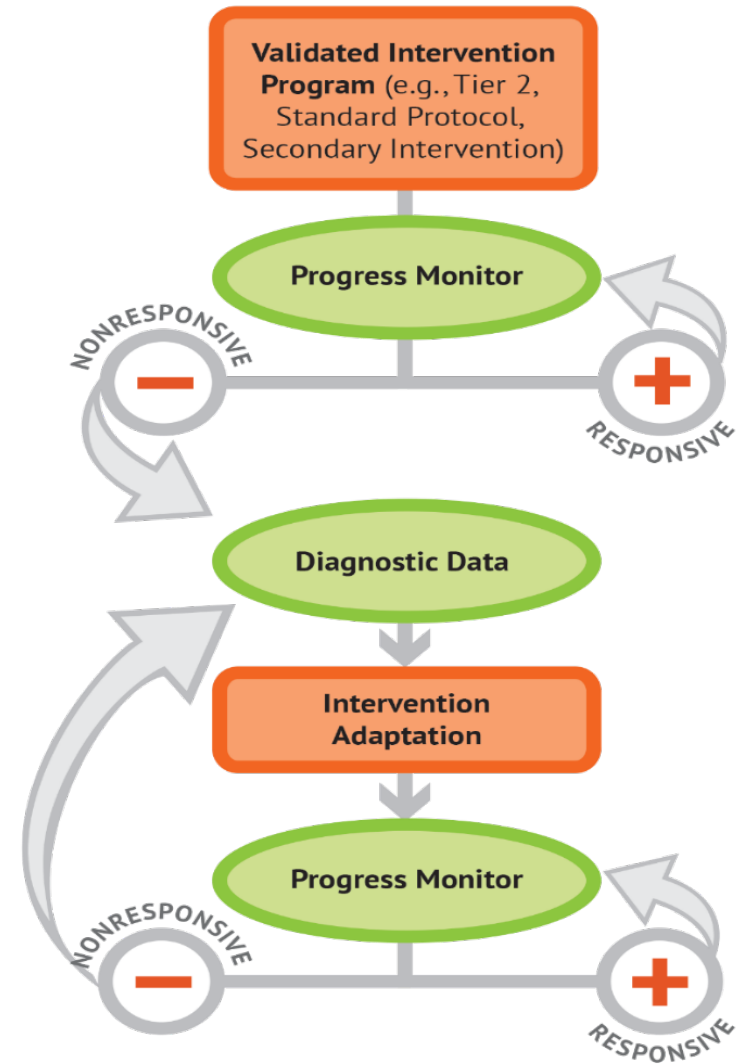 Validated Intervention
Program (e.g., Tier 2,
Standard Protocol,
Secondary Intervention)
Progress Monitor
NONRESPONSIVE
RESPONSIVE
Diagnostic Data
Intervention
Adaptation
Progress Monitor
NONRESPONSIVE
RESPONSIVE